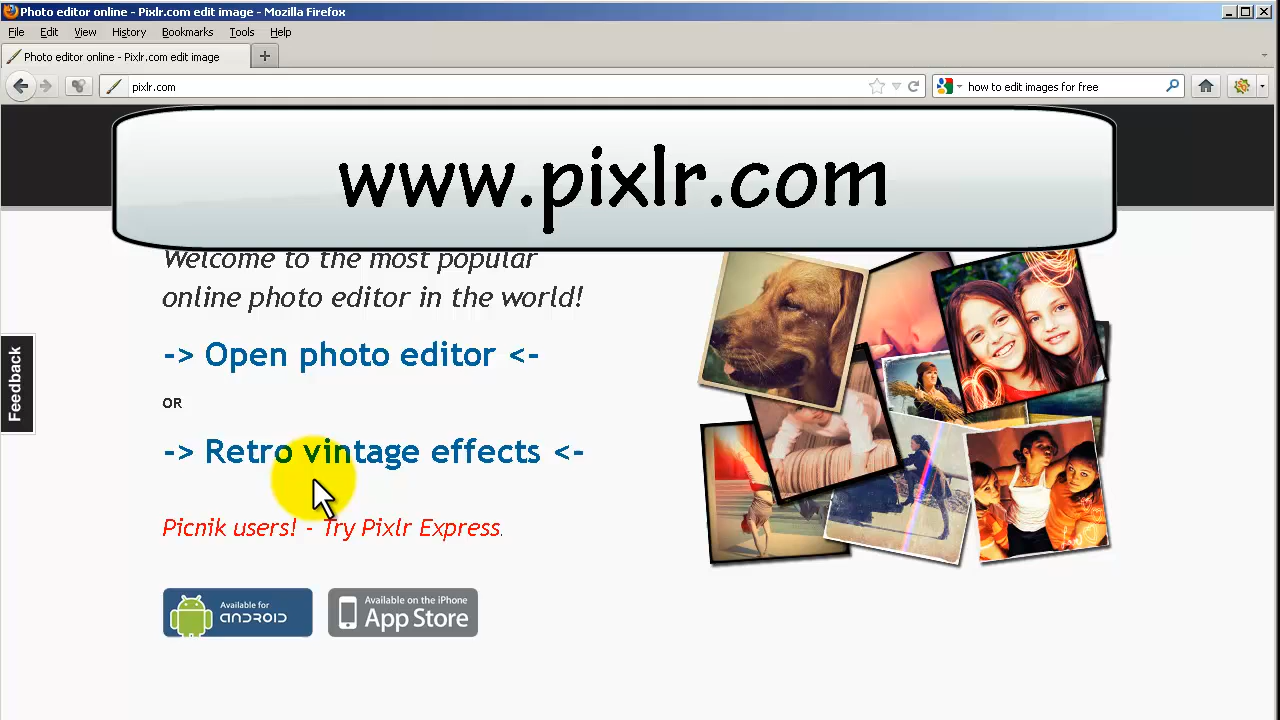 Photo editor online - Pixlr.com edit image - Mozilla Firefox
File Edit View History Bookmarks Tools Help
Photo editor online - Pixlr.com edit image
pixlr.com
how to edit images for free
www.pixlr.com
Welcome to the most popular
online photo editor in the world!
-> Open photo editor <-
OR
-> Retro vintage effects <-
Picnik users! - Try Pixlr Express.
Feedback
Available for
ANDROID
Available on the iPhone
App Store